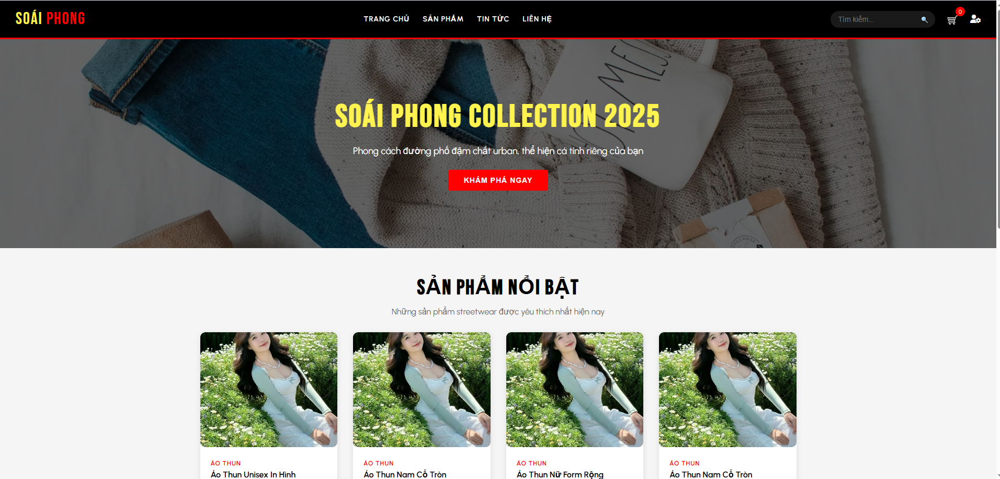 SOÁI PHONG
TRANG CHỦ SẢN PHẨM TIN TỨC LIÊN HỆ
Tìm kiếm...
0
SOÁI PHONG COLLECTION 2025
Phong cách đường phố đậm chất urban, thể hiện cá tính riêng của bạn
KHÁM PHÁ NGAY
SẢN PHẨM NỔI BẬT
Những sản phẩm streetwear được yêu thích nhất hiện nay
ÁO THUN
Áo Thun Unisex In Hình
ÁO THUN
Áo Thun Nam Cổ Tròn
ÁO THUN
Áo Thun Nữ Form Rộng
ÁO THUN
Áo Thun Nam Cổ Tròn